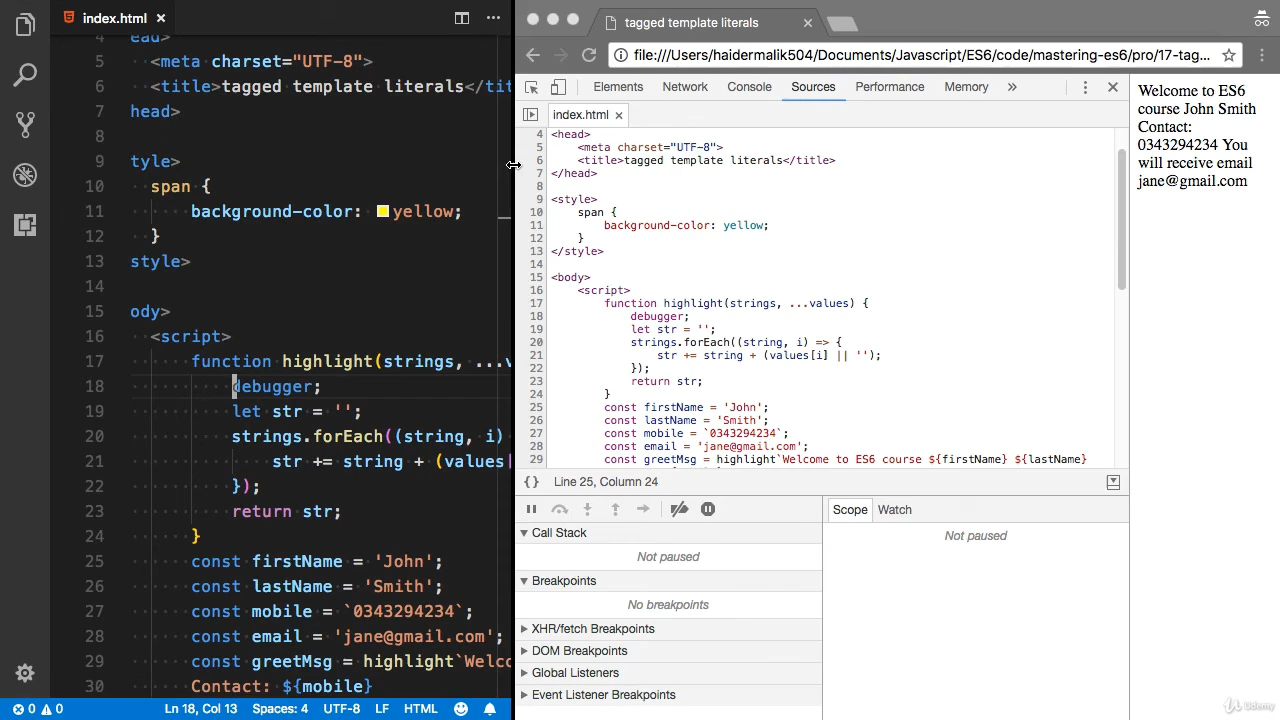 index.html
4 ead>
5 <meta charset="UTF-8">
6 <title>tagged template literals</tit
7 head>
8
9 tyle>
10 span {
11 background-color: yellow;
12 }
13 style>
14
15 ody>
16 <script>
17 function highlight(strings, ...v
18 debugger;
19 let str = '';
20 strings.forEach((string, i)
21 str += string + (values[
22 });
23 return str;
24 }
25 const firstName = 'John';
26 const lastName = 'Smith';
27 const mobile = `0343294234`;
28 const email = 'jane@gmail.com';
29 const greetMsg = highlight`Welco
30 Contact: ${mobile}
0 0 Ln 18, Col 13 Spaces: 4 UTF-8 LF HTML
tagged template literals
file:///Users/haidermalik504/Documents/Javascript/ES6/code/mastering-es6/pro/17-tag...
Elements Network Console Sources Performance Memory »
index.html
4 <head>
5 <meta charset="UTF-8">
6 <title>tagged template literals</title>
7 </head>
8
9 <style>
10 span {
11 background-color: yellow;
12 }
13 </style>
14
15 <body>
16 <script>
17 function highlight(strings, ...values) {
18 debugger;
19 let str = '';
20 strings.forEach((string, i) => {
21 str += string + (values[i] || '');
22 });
23 return str;
24 }
25 const firstName = 'John';
26 const lastName = 'Smith';
27 const mobile = `0343294234`;
28 const email = 'jane@gmail.com';
29 const greetMsg = highlight`Welcome to ES6 course ${firstName} ${lastName}
{} Line 25, Column 24
Call Stack
Not paused
Breakpoints
No breakpoints
XHR/fetch Breakpoints
DOM Breakpoints
Global Listeners
Event Listener Breakpoints
Scope Watch
Not paused
Welcome to ES6
course John Smith
Contact:
0343294234 You
will receive email
jane@gmail.com
Udemy